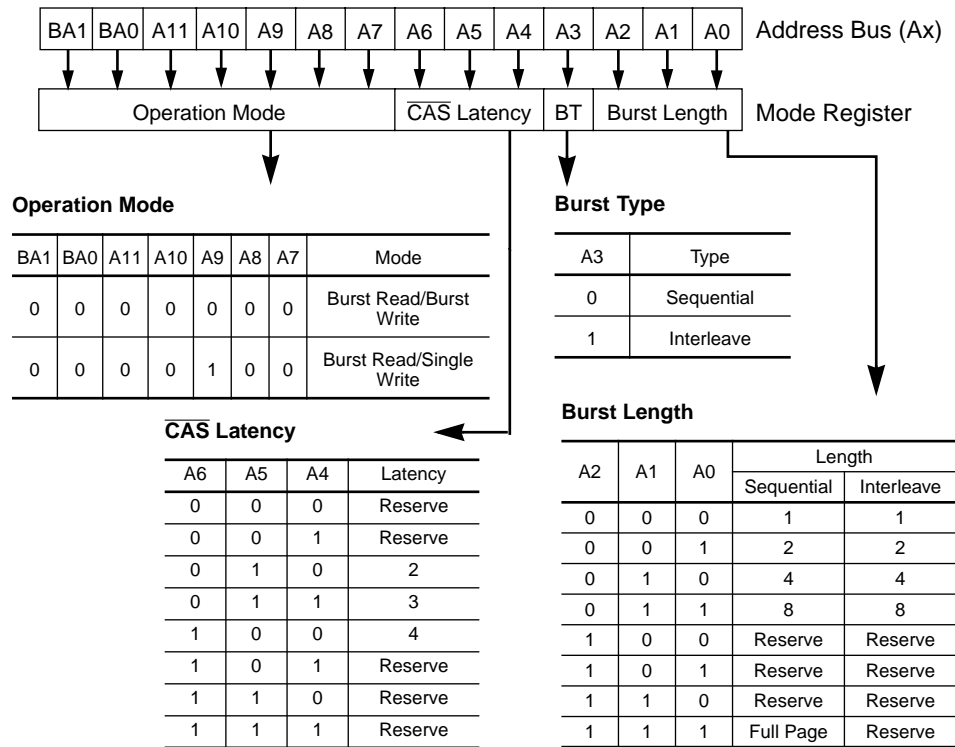 BA1 BA0 A11 A10 A9 A8 A7 A6 A5 A4 A3 A2 A1 A0 Address Bus (Ax)
Operation Mode CAS Latency BT Burst Length Mode Register
Operation Mode
BA1 BA0 A11 A10 A9 A8 A7 Mode
0 0 0 0 0 0 0 Burst Read/Burst
Write
0 0 0 0 1 0 0 Burst Read/Single
Write
Burst Type
A3 Type
0 Sequential
1 Interleave
CAS Latency
A6 A5 A4 Latency
0 0 0 Reserve
0 0 1 Reserve
0 1 0 2
0 1 1 3
1 0 0 4
1 0 1 Reserve
1 1 0 Reserve
1 1 1 Reserve
Burst Length
A2 A1 A0 Length
Sequential Interleave
0 0 0 1 1
0 0 1 2 2
0 1 0 4 4
0 1 1 8 8
1 0 0 Reserve Reserve
1 0 1 Reserve Reserve
1 1 0 Reserve Reserve
1 1 1 Full Page Reserve